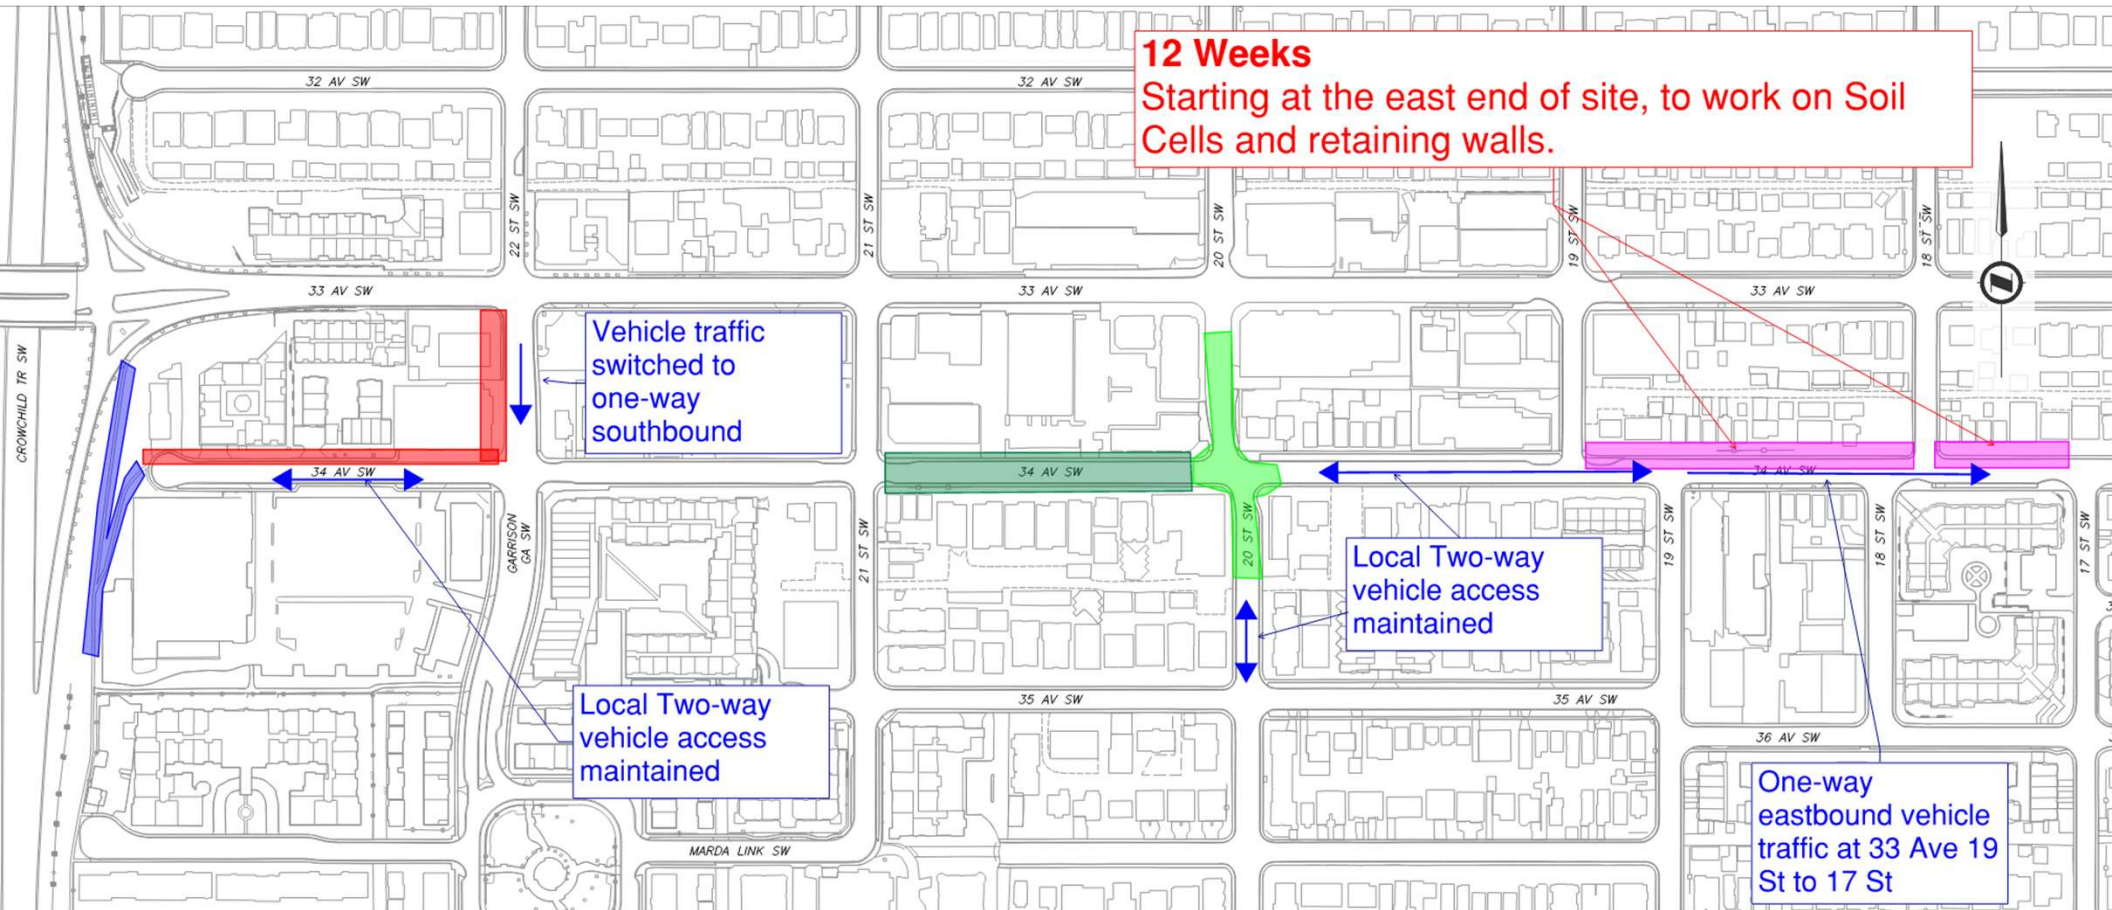 32 AV SW
32 AV SW
12 Weeks
Starting at the east end of site, to work on Soil
Cells and retaining walls.
22 ST SW
21 ST SW
20 ST SW
19 ST SW
18 ST SW
33 AV SW
33 AV SW
33 AV SW
CROWCHILD TR SW
Vehicle traffic
switched to
one-way
southbound
34 AV SW
34 AV SW
34 AV SW
GARRISON
GA SW
21 ST SW
20 ST SW
19 ST SW
18 ST SW
17 ST SW
Local Two-way
vehicle access
maintained
35 AV SW
35 AV SW
Local Two-way
vehicle access
maintained
36 AV SW
One-way
eastbound vehicle
traffic at 33 Ave 19
St to 17 St
MARDA LINK SW